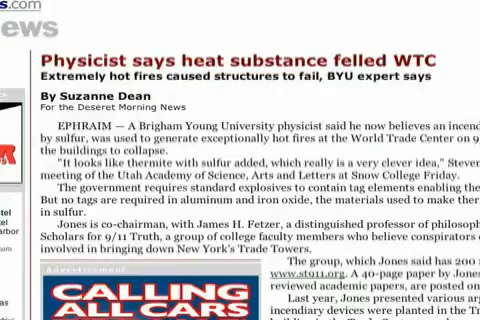 s.com
ews
Physicist says heat substance felled WTC
Extremely hot fires caused structures to fail, BYU expert says
By Suzanne Dean
For the Deseret Morning News
EPHRAIM — A Brigham Young University physicist said he now believes an incend
by sulfur, was used to generate exceptionally hot fires at the World Trade Center on 9
the buildings to collapse.
"It looks like thermite with sulfur added, which really is a very clever idea," Steven
meeting of the Utah Academy of Science, Arts and Letters at Snow College Friday.
The government requires standard explosives to contain tag elements enabling the
But no tags are required in aluminum and iron oxide, the materials used to make ther
in sulfur.
Jones is co-chairman, with James H. Fetzer, a distinguished professor of philosoph
Scholars for 9/11 Truth, a group of college faculty members who believe conspirators
involved in bringing down New York's Trade Towers.
Advertisement
The group, which Jones said has 200 
www.st911.org. A 40-page paper by Jones
reviewed academic papers, are posted on
Last year, Jones presented various arg
incendiary devices were planted in the Tr
CALLING
ALL CARS
tel
tel
arbor
com
as